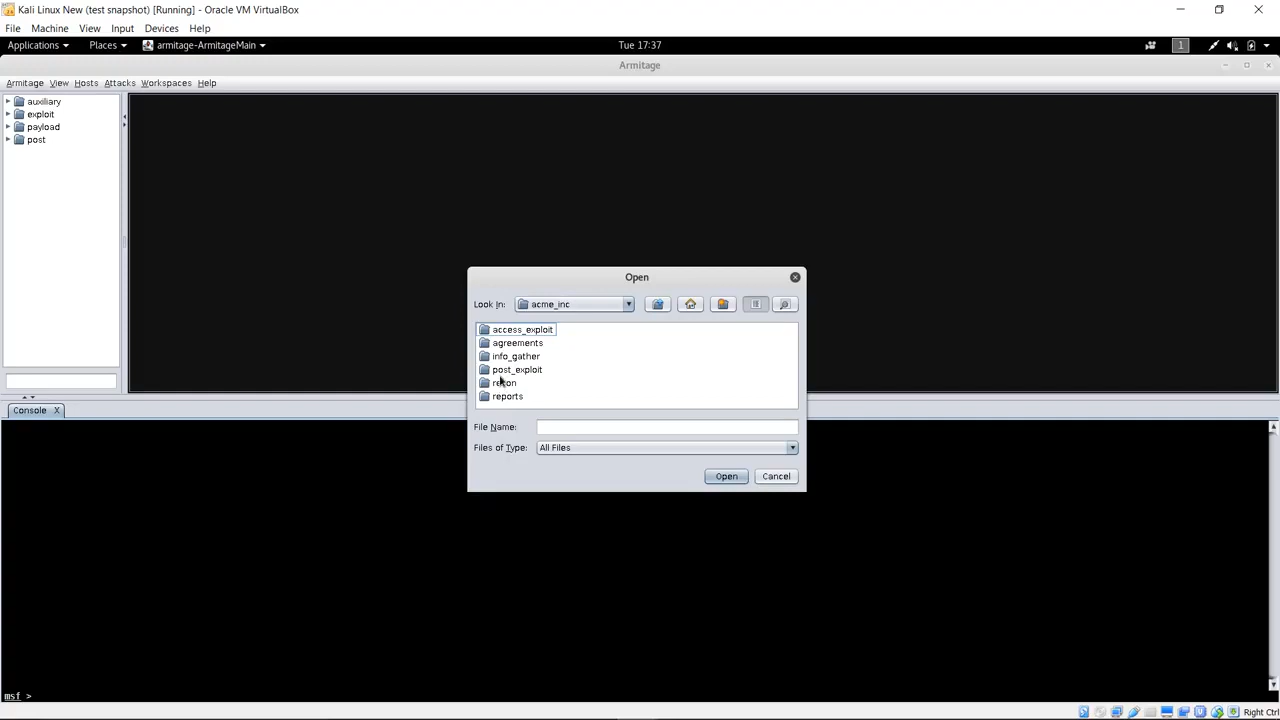 Kali Linux New (test snapshot) [Running] - Oracle VM VirtualBox
File Machine View Input Devices Help
Applications Places armitage-ArmitageMain Tue 17:37 1
Armitage
Armitage View Hosts Attacks Workspaces Help
auxiliary
exploit
payload
post
Open
Look In: acme_inc
access_exploit
agreements
info_gather
post_exploit
recon
reports
File Name:
Files of Type: All Files
Open Cancel
Console X
msf >
Right Ctrl